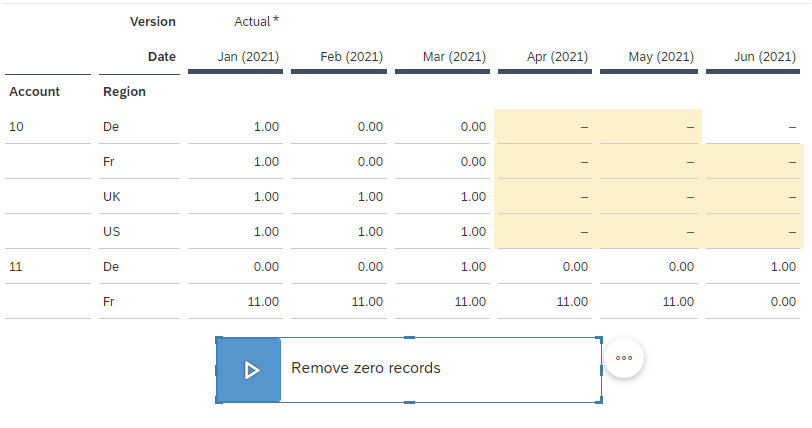 Version Actual*
Date Jan (2021) Feb (2021) Mar (2021) Apr (2021) May (2021) Jun (2021)
Account Region
10 De 1.00 0.00 0.00 – – –
Fr 1.00 0.00 0.00 – – –
UK 1.00 1.00 1.00 – – –
US 1.00 1.00 1.00 – – –
11 De 0.00 0.00 1.00 0.00 0.00 1.00
Fr 11.00 11.00 11.00 11.00 11.00 0.00
Remove zero records